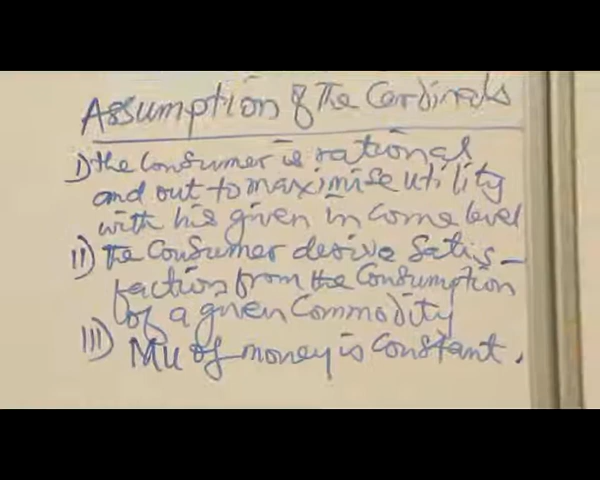 Assumption of the Cardinals
I) the Consumer is rational
and out to maximise utility
with his given income level
II) the Consumer desive Satis-
faction from the Consumption
of a given Commodity
III) MU of money is Constant.